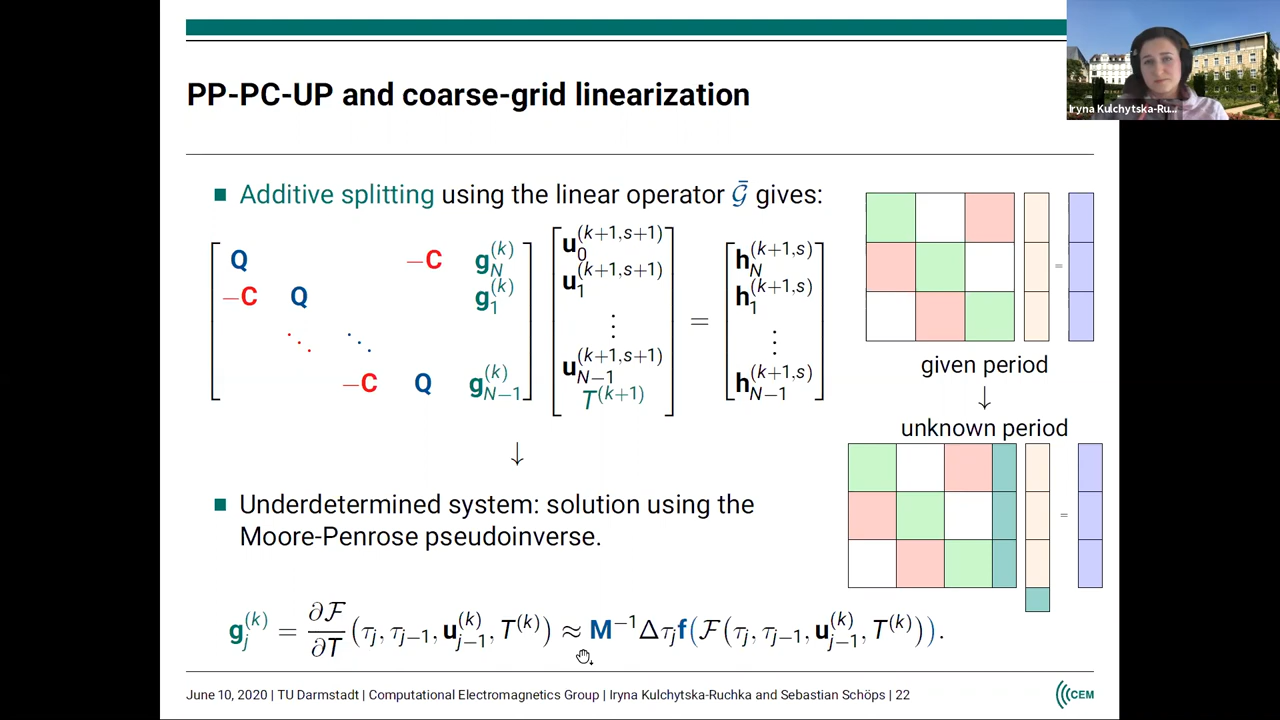 Iryna Kulchytska-Ru...
PP-PC-UP and coarse-grid linearization
Additive splitting using the linear operator 𝒢̄ gives:
Q −C g_N^{(k)} u_0^{(k+1,s+1)} h_N^{(k+1,s)}
−C Q g_1^{(k)} u_1^{(k+1,s+1)} h_1^{(k+1,s)}
⋱ ⋱ ⋮ = ⋮
−C Q g_{N−1}^{(k)} u_{N−1}^{(k+1,s+1)} h_{N−1}^{(k+1,s)}
T^{(k+1)}
=
given period
↓
unknown period
=
↓
Underdetermined system: solution using the
Moore-Penrose pseudoinverse.
g_j^{(k)} = ∂ℱ/∂T (τ_j, τ_{j−1}, u_{j−1}^{(k)}, T^{(k)}) ≈ M^{−1}Δτ_j f(ℱ(τ_j, τ_{j−1}, u_{j−1}^{(k)}, T^{(k)})).
June 10, 2020 | TU Darmstadt | Computational Electromagnetics Group | Iryna Kulchytska-Ruchka and Sebastian Schöps | 22
CEM